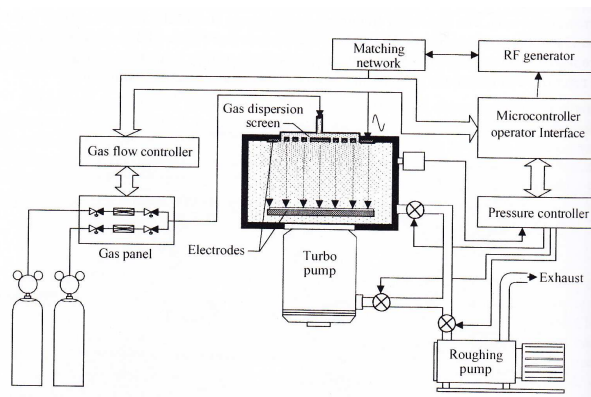 Matching
network
RF generator
Gas dispersion
screen
Microcontroller
operator Interface
Gas flow controller
Pressure controller
Gas panel
Electrodes
Turbo
pump
Exhaust
Roughing
pump